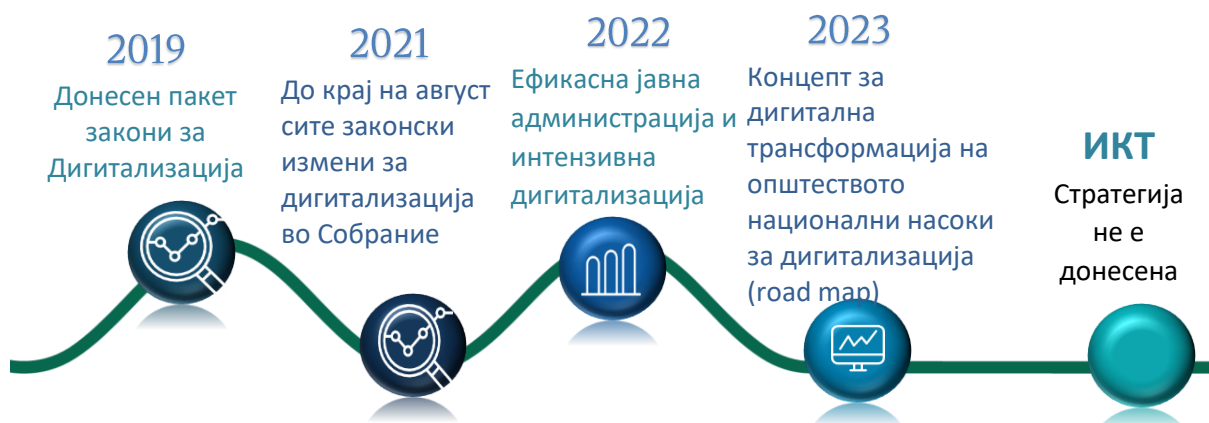 2019
Донесен пакет
закони за
Дигитализација
2021
До крај на август
сите законски
измени за
дигитализација
во Собрание
2022
Ефикасна јавна
администрација и
интензивна
дигитализација
2023
Концепт за
дигитална
трансформација на
општеството
национални насоки
за дигитализација
(road map)
ИКТ
Стратегија
не е
донесена